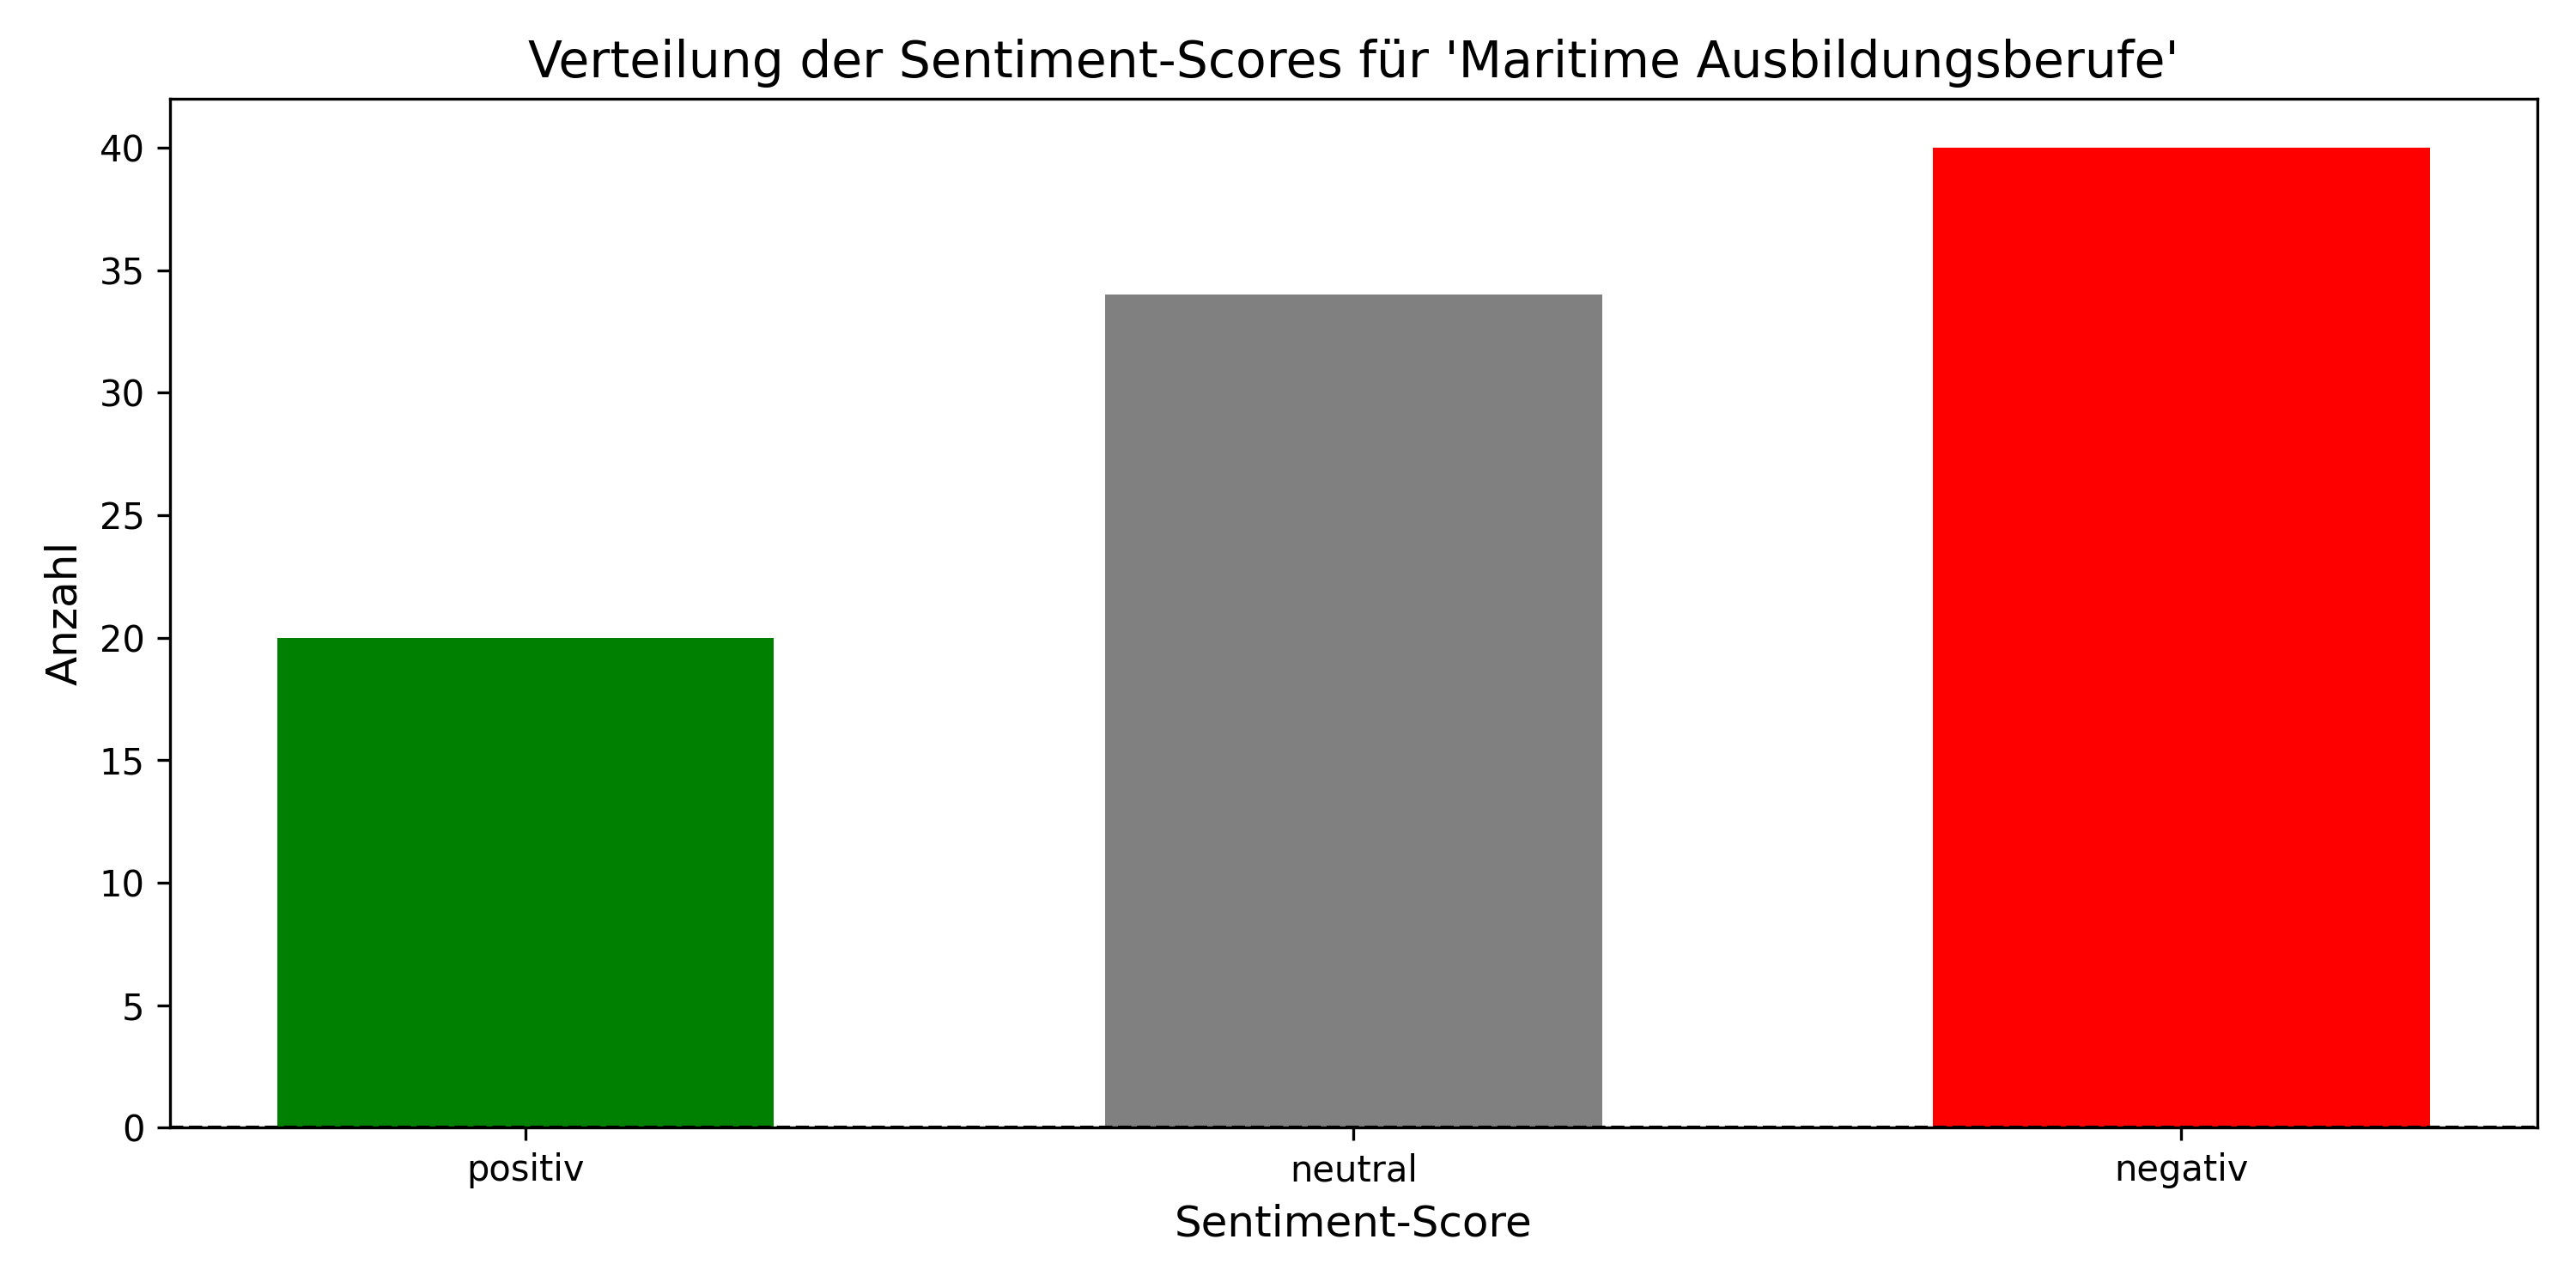 Verteilung der Sentiment-Scores für 'Maritime Ausbildungsberufe'
Anzahl
40
35
30
25
20
15
10
5
0
positiv neutral negativ
Sentiment-Score